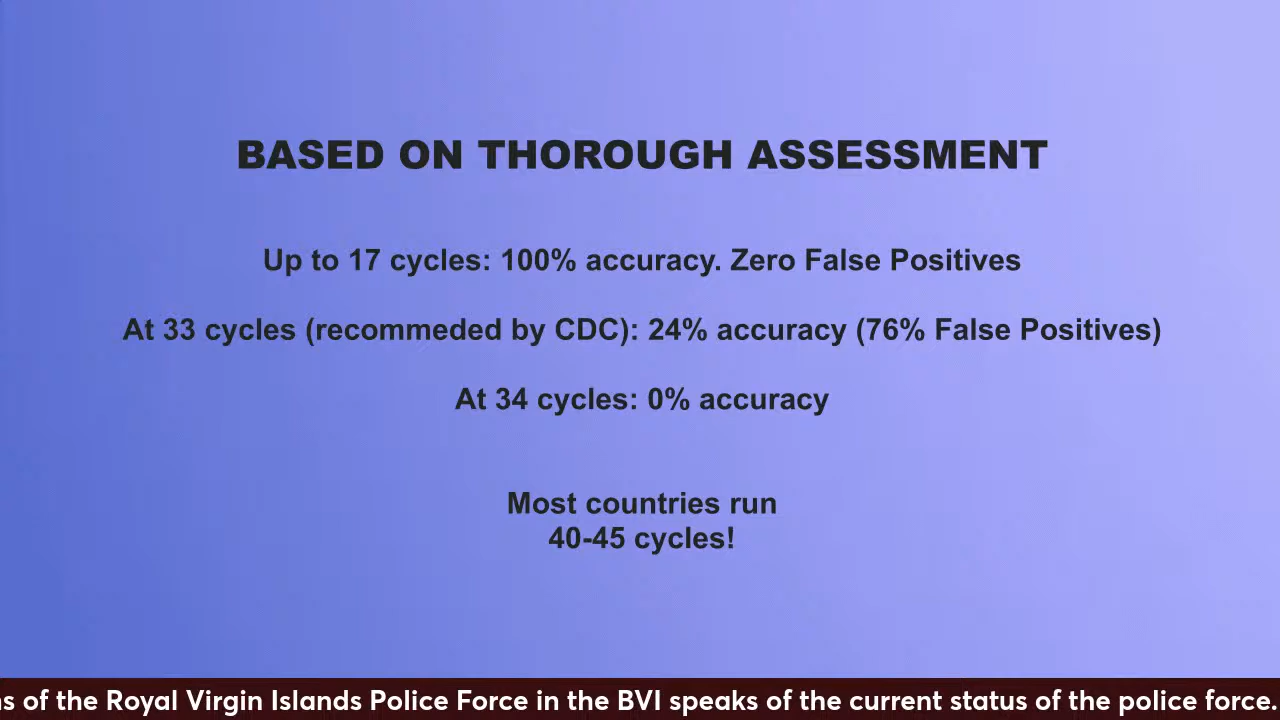 BASED ON THOROUGH ASSESSMENT
Up to 17 cycles: 100% accuracy. Zero False Positives
At 33 cycles (recommeded by CDC): 24% accuracy (76% False Positives)
At 34 cycles: 0% accuracy
Most countries run
40-45 cycles!
of the Royal Virgin Islands Police Force in the BVI speaks of the current status of the police force.